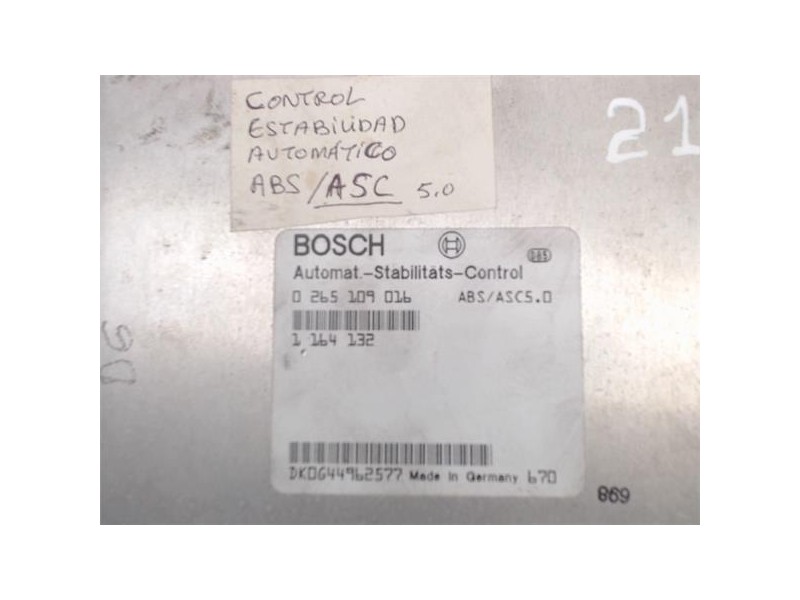 CONTROL
ESTABILIDAD
AUTOMÁTICO
ABS/ASC 5.0
21
BOSCH
Automat.-Stabilitäts-Control
0 265 109 016 ABS/ASC5.0
1 164 132
DKDG44962577 Made in Germany 670
869